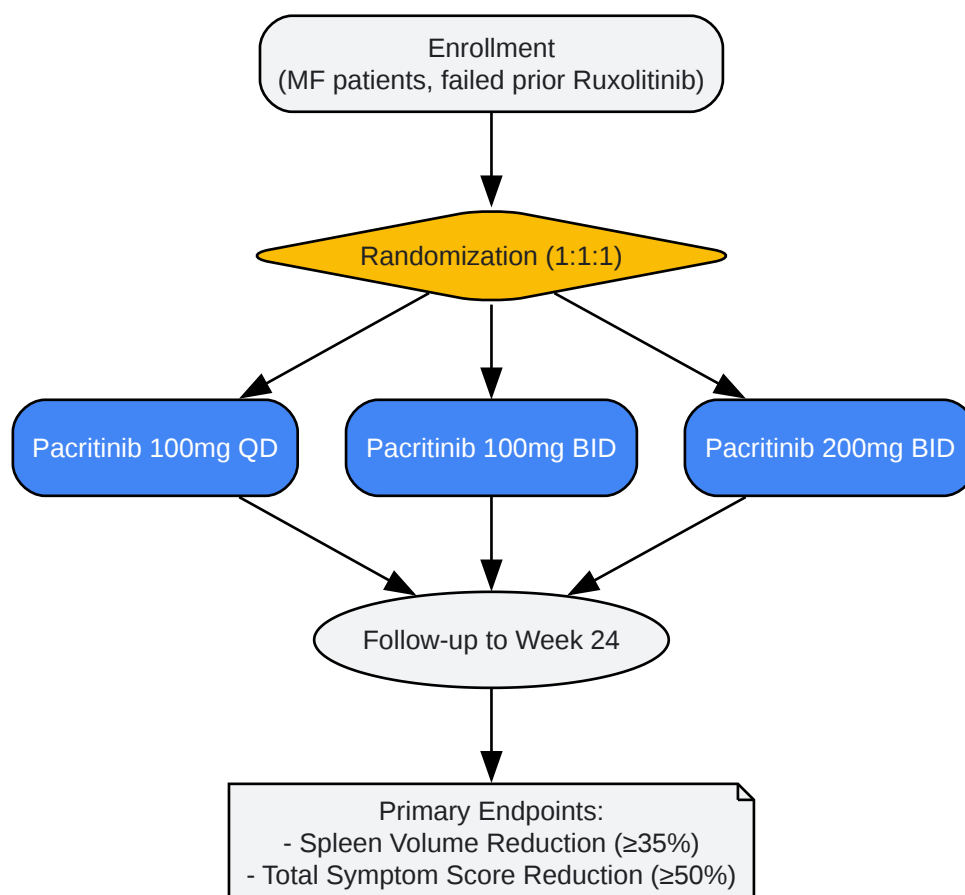 Enrollment
(MF patients, failed prior Ruxolitinib)
Randomization (1:1:1)
Pacritinib 100mg QD
Pacritinib 100mg BID
Pacritinib 200mg BID
Follow-up to Week 24
Primary Endpoints:
- Spleen Volume Reduction (≥35%)
- Total Symptom Score Reduction (≥50%)